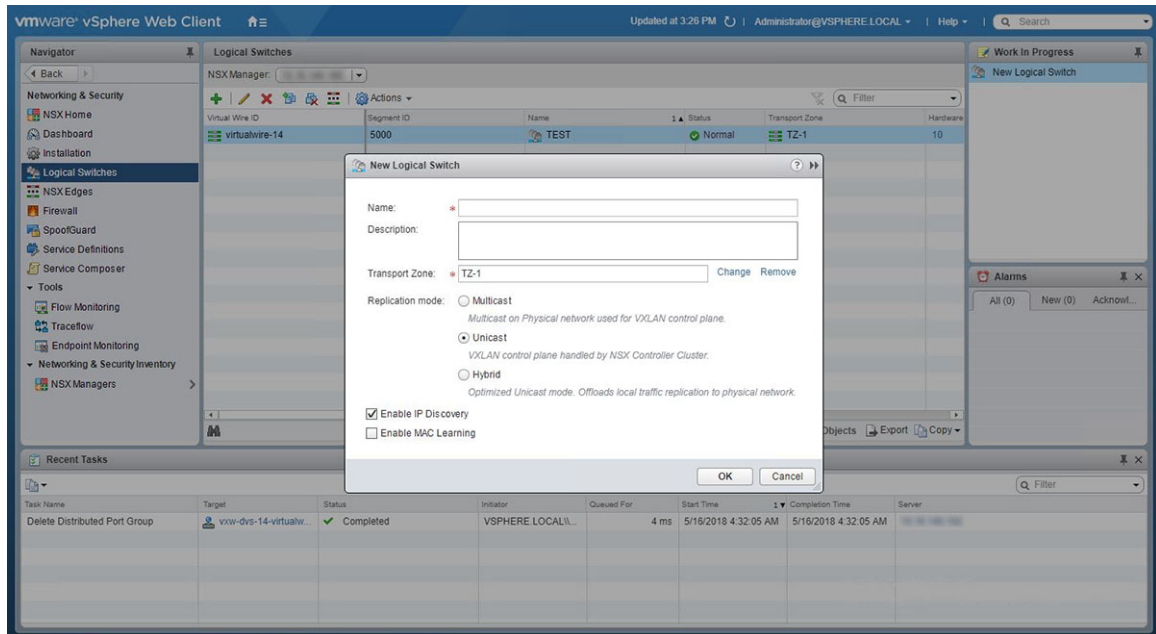 vmware® vSphere Web Client
Updated at 3:26 PM | Administrator@VSPHERE.LOCAL | Help | Search
Navigator
Back
Networking & Security
NSX Home
Dashboard
Installation
Logical Switches
NSX Edges
Firewall
SpoofGuard
Service Definitions
Service Composer
Tools
Flow Monitoring
Traceflow
Endpoint Monitoring
Networking & Security Inventory
NSX Managers
Logical Switches
NSX Manager:
Actions
Filter
Virtual Wire ID Segment ID Name 1 Status Transport Zone Hardware
virtualwire-14 5000 TEST Normal TZ-1 10
New Logical Switch
Name: *
Description:
Transport Zone: * TZ-1 Change Remove
Replication mode: Multicast
Multicast on Physical network used for VXLAN control plane.
Unicast
VXLAN control plane handled by NSX Controller Cluster.
Hybrid
Optimized Unicast mode. Offloads local traffic replication to physical network.
Enable IP Discovery
Enable MAC Learning
OK Cancel
Objects Export Copy
Work In Progress
New Logical Switch
Alarms
All (0) New (0) Acknowl...
Recent Tasks
Filter
Task Name Target Status Initiator Queued For Start Time 1 Completion Time Server
Delete Distributed Port Group vxw-dvs-14-virtualw... Completed VSPHERE.LOCAL\\... 4 ms 5/16/2018 4:32:05 AM 5/16/2018 4:32:05 AM